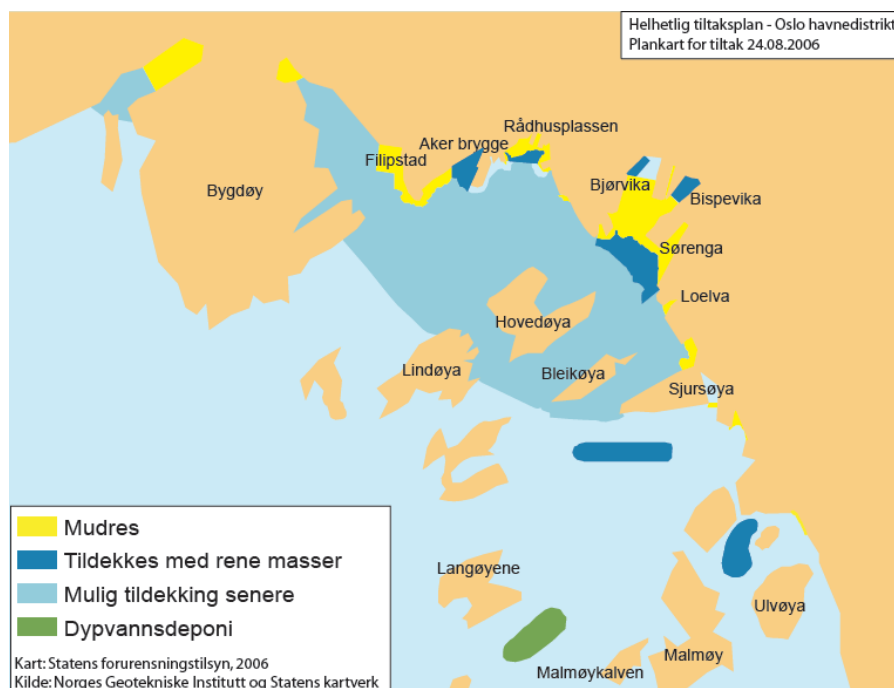 Helhetlig tiltaksplan - Oslo havnedistrikt
Plankart for tiltak 24.08.2006
Rådhusplassen
Aker brygge
Filipstad
Bjørvika
Bygdøy
Bispevika
Sørenga
Loelva
Hovedøya
Lindøya
Bleikøya
Sjursøya
Mudres
Tildekkes med rene masser
Mulig tildekking senere
Dypvannsdeponi
Langøyene
Ulvøya
Malmøy
Malmøykalven
Kart: Statens forurensningstilsyn, 2006
Kilde: Norges Geotekniske Institutt og Statens kartverk